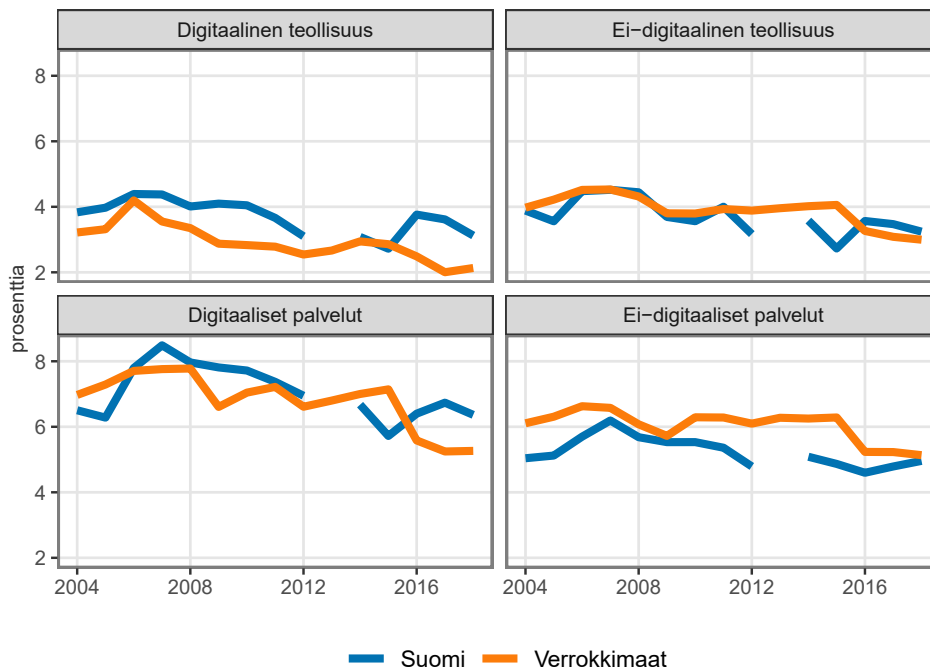 Digitaalinen teollisuus
Ei−digitaalinen teollisuus
8
6
4
2
prosenttia
Digitaaliset palvelut
Ei−digitaaliset palvelut
8
6
4
2
2004 2008 2012 2016 2004 2008 2012 2016
Suomi Verrokkimaat